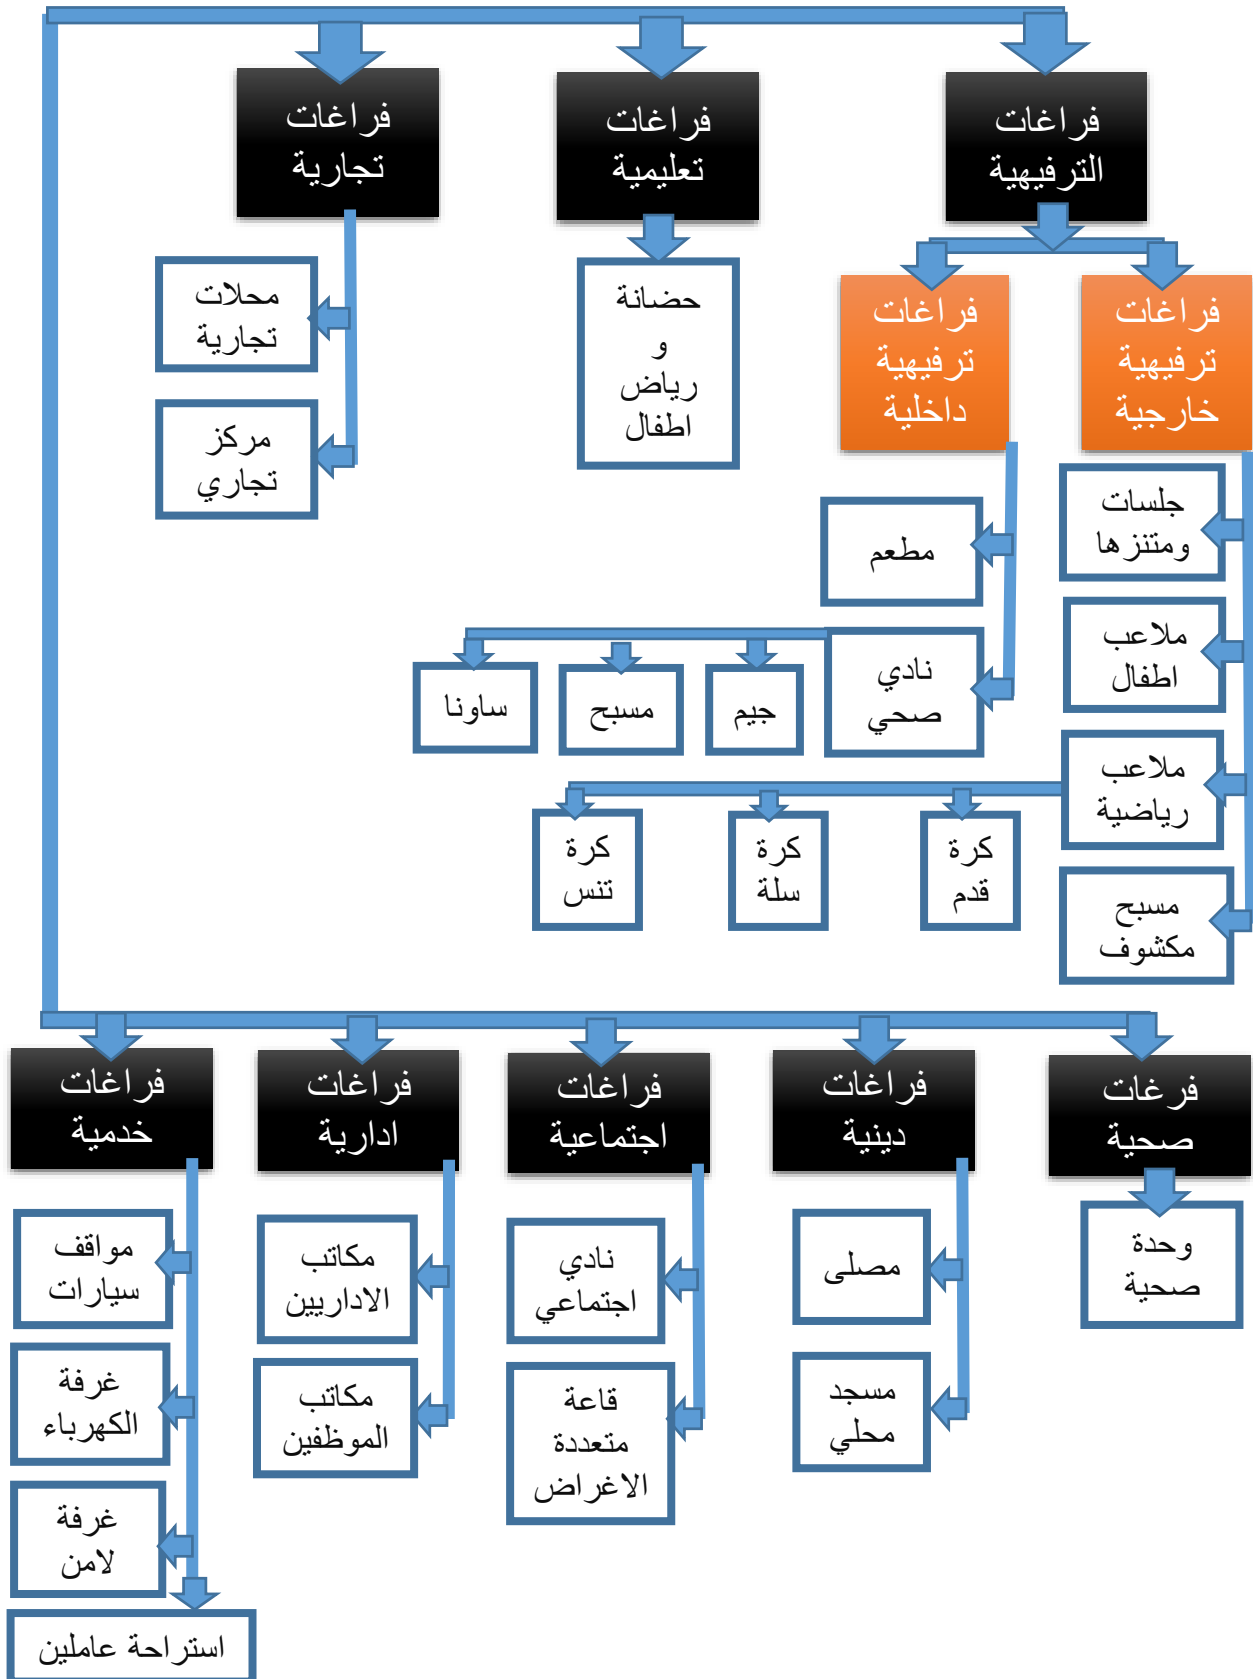 فراغات
الترفيهية
فراغات
تعليمية
فراغات
تجارية
فراغات
ترفيهية
خارجية
فراغات
ترفيهية
داخلية
حضانة
و
رياض
اطفال
محلات
تجارية
مركز
تجاري
جلسات
ومتنزها
ملاعب
اطفال
ملاعب
رياضية
مسبح
مكشوف
مطعم
نادي
صحي
جيم
مسبح
ساونا
كرة
قدم
كرة
سلة
كرة
تنس
فرغات
صحية
فراغات
دينية
فراغات
اجتماعية
فراغات
ادارية
فراغات
خدمية
وحدة
صحية
مصلى
مسجد
محلي
نادي
اجتماعي
قاعة
متعددة
الاغراض
مكاتب
الاداريين
مكاتب
الموظفين
مواقف
سيارات
غرفة
الكهرباء
غرفة
لامن
استراحة عاملين